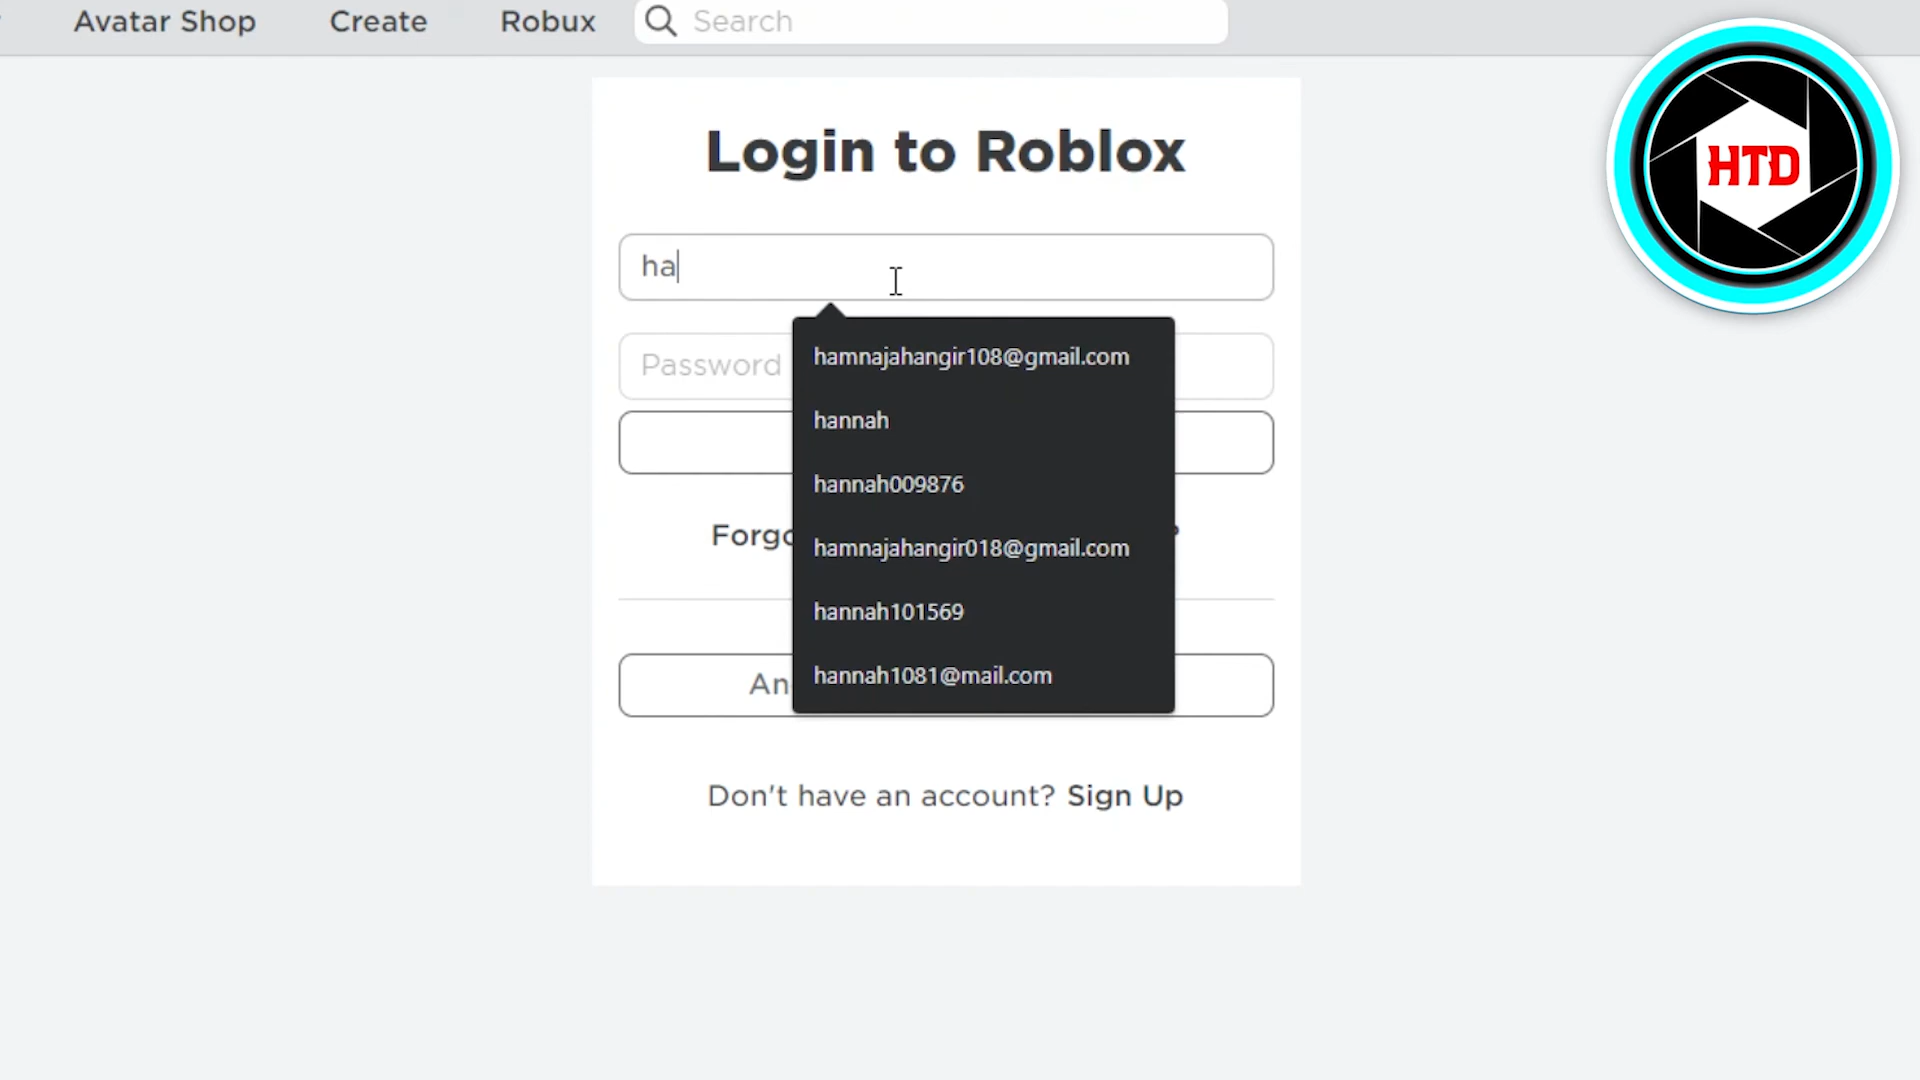 Avatar Shop Create Robux Search
HTD
Login to Roblox
ha
hamnajahangir108@gmail.com
Password
hannah
hannah009876
Forgo
?
hamnajahangir018@gmail.com
hannah101569
An
hannah1081@mail.com
Don't have an account? Sign Up